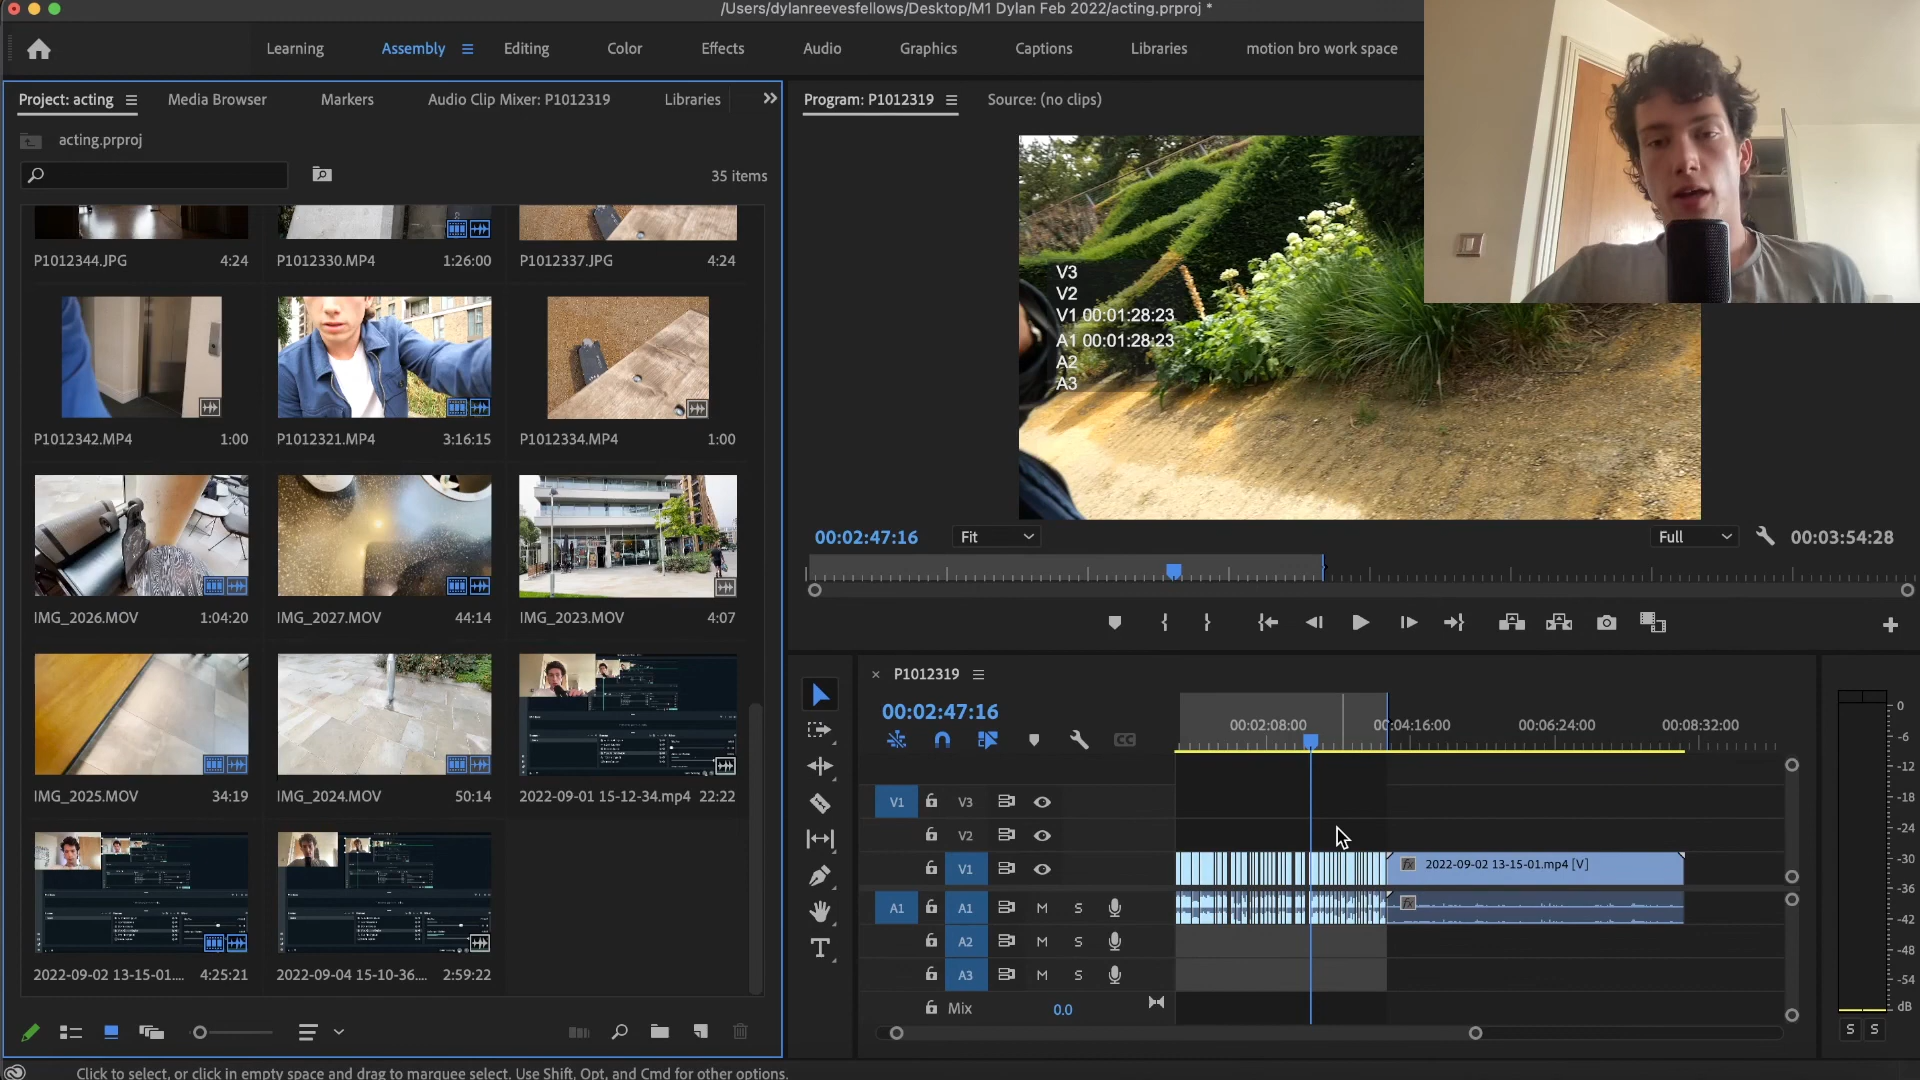 /Users/dylanreevesfellows/Desktop/M1 Dylan Feb 2022/acting.prproj *
Learning Assembly Editing Color Effects Audio Graphics Captions Libraries motion bro work space
Project: acting Media Browser Markers Audio Clip Mixer: P1012319 Libraries
acting.prproj
35 items
P1012344.JPG 4:24 P1012330.MP4 1:26:00 P1012337.JPG 4:24
P1012342.MP4 1:00 P1012321.MP4 3:16:15 P1012334.MP4 1:00
IMG_2026.MOV 1:04:20 IMG_2027.MOV 44:14 IMG_2023.MOV 4:07
IMG_2025.MOV 34:19 IMG_2024.MOV 50:14 2022-09-01 15-12-34.mp4 22:22
2022-09-02 13-15-01.... 4:25:21 2022-09-04 15-10-36.... 2:59:22
Click to select, or click in empty space and drag to marquee select. Use Shift, Opt, and Cmd for other options.
Program: P1012319 Source: (no clips)
V3
V2
V1 00:01:28:23
A1 00:01:28:23
A2
A3
00:02:47:16 Fit Full 00:03:54:28
× P1012319
00:02:47:16
00:02:08:00 00:04:16:00 00:06:24:00 00:08:32:00
CC
V1 V3
V2
V1 fx 2022-09-02 13-15-01.mp4 [V]
A1 A1 M S fx
A2 M S
A3 M S
Mix 0.0
0
-6
-12
-18
-24
-30
-36
-42
-48
-54
dB
S S